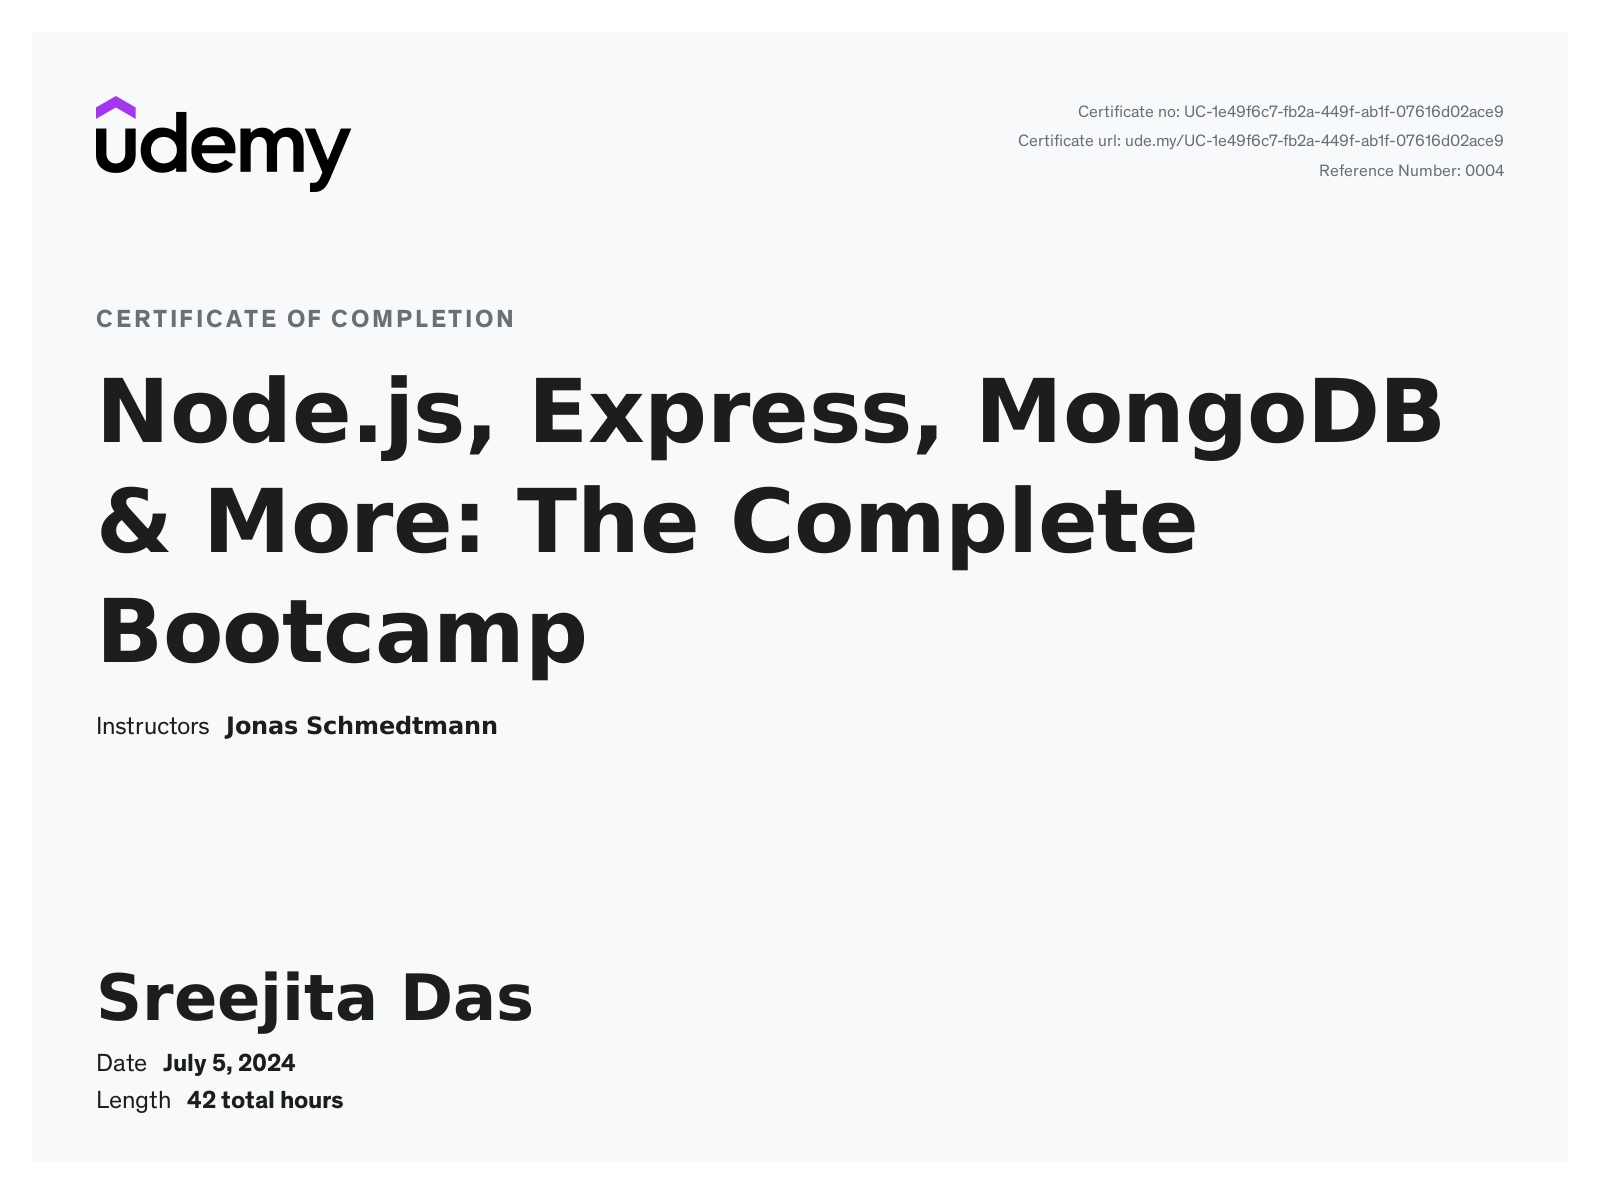 udemy
Certificate no: UC-1e49f6c7-fb2a-449f-ab1f-07616d02ace9
Certificate url: ude.my/UC-1e49f6c7-fb2a-449f-ab1f-07616d02ace9
Reference Number: 0004
CERTIFICATE OF COMPLETION
Node.js, Express, MongoDB
& More: The Complete
Bootcamp
Instructors Jonas Schmedtmann
Sreejita Das
Date July 5, 2024
Length 42 total hours